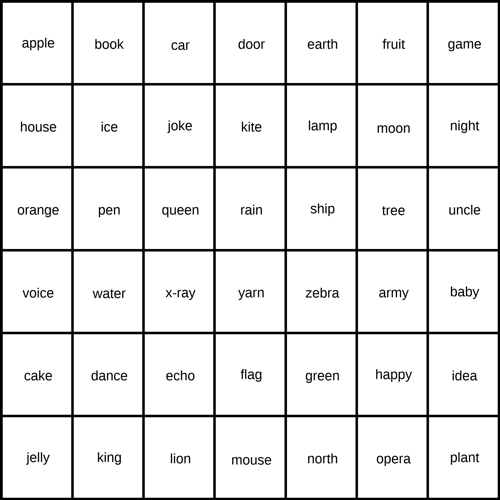 apple book car door earth fruit game
house ice joke kite lamp moon night
orange pen queen rain ship tree uncle
voice water x-ray yarn zebra army baby
cake dance echo flag green happy idea
jelly king lion mouse north opera plant